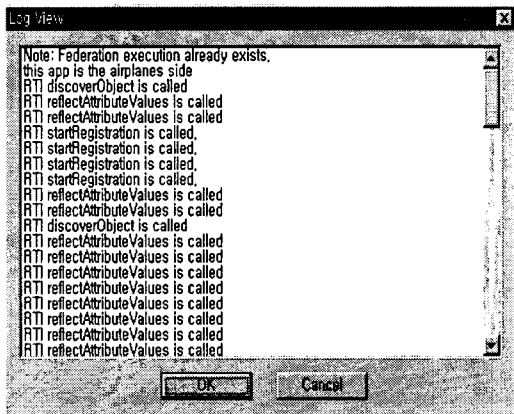 Log View
Note: Federation execution already exists,
this app is the airplanes side
RTI discoverObject is called
RTI reflectAttributeValues is called
RTI reflectAttributeValues is called
RTI startRegistration is called,
RTI startRegistration is called,
RTI startRegistration is called,
RTI startRegistration is called,
RTI reflectAttributeValues is called
RTI reflectAttributeValues is called
RTI discoverObject is called
RTI reflectAttributeValues is called
RTI reflectAttributeValues is called
RTI reflectAttributeValues is called
RTI reflectAttributeValues is called
RTI reflectAttributeValues is called
RTI reflectAttributeValues is called
RTI reflectAttributeValues is called
RTI reflectAttributeValues is called
OK Cancel